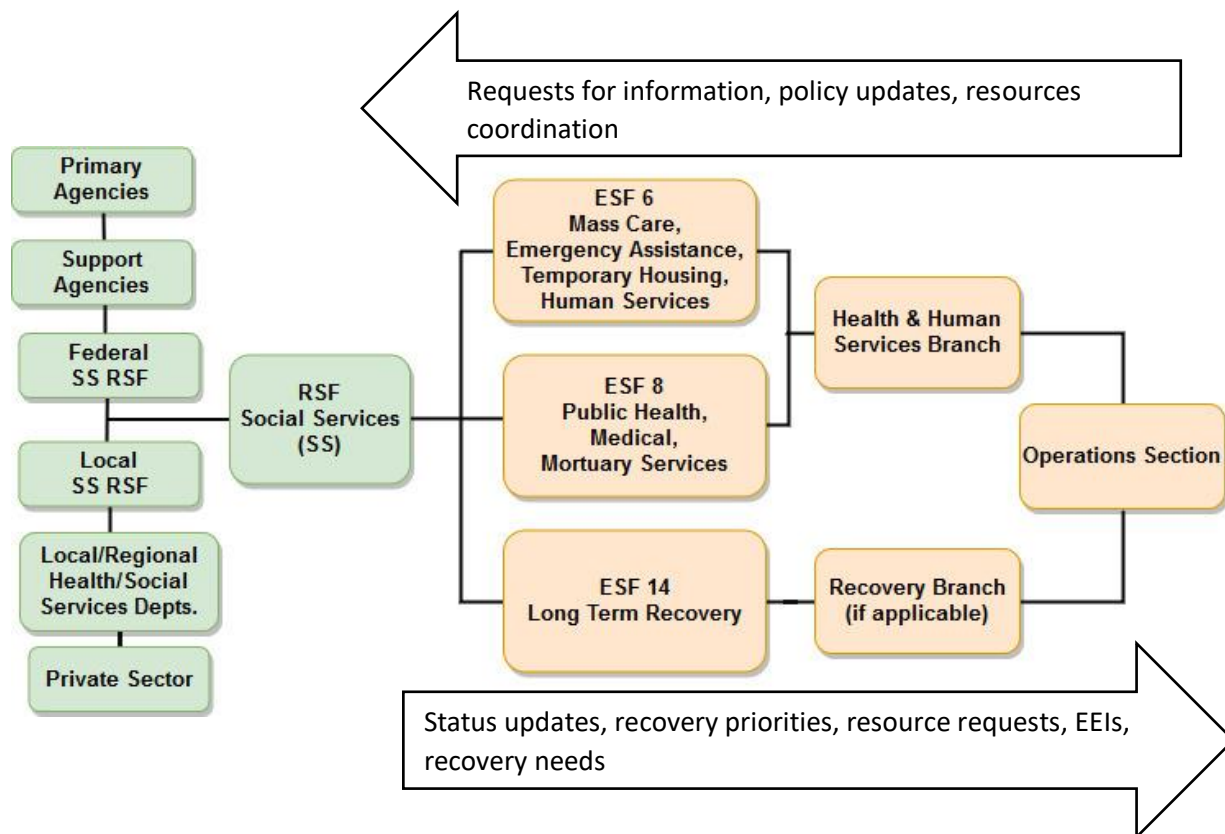 Requests for information, policy updates, resources
coordination
Primary
Agencies
Support
Agencies
Federal
SS RSF
Local
SS RSF
Local/Regional
Health/Social
Services Depts.
Private Sector
RSF
Social Services
(SS)
ESF 6
Mass Care,
Emergency Assistance,
Temporary Housing,
Human Services
ESF 8
Public Health,
Medical,
Mortuary Services
ESF 14
Long Term Recovery
Health & Human
Services Branch
Recovery Branch
(if applicable)
Operations Section
Status updates, recovery priorities, resource requests, EEIs,
recovery needs